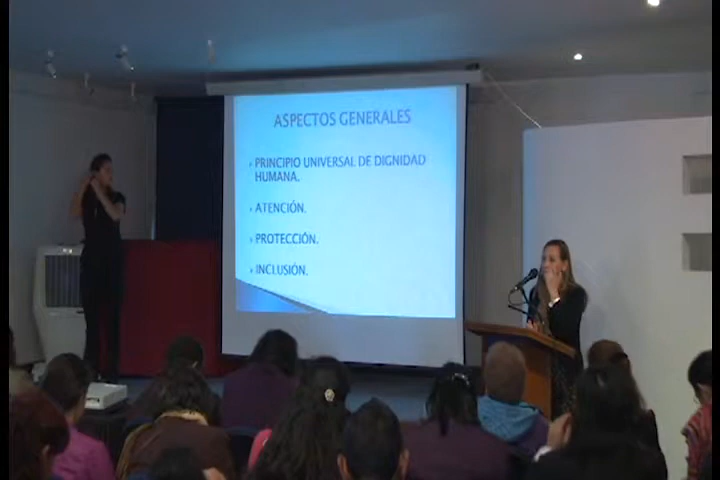 ASPECTOS GENERALES
PRINCIPIO UNIVERSAL DE DIGNIDAD
HUMANA.
ATENCIÓN.
PROTECCIÓN.
INCLUSIÓN.